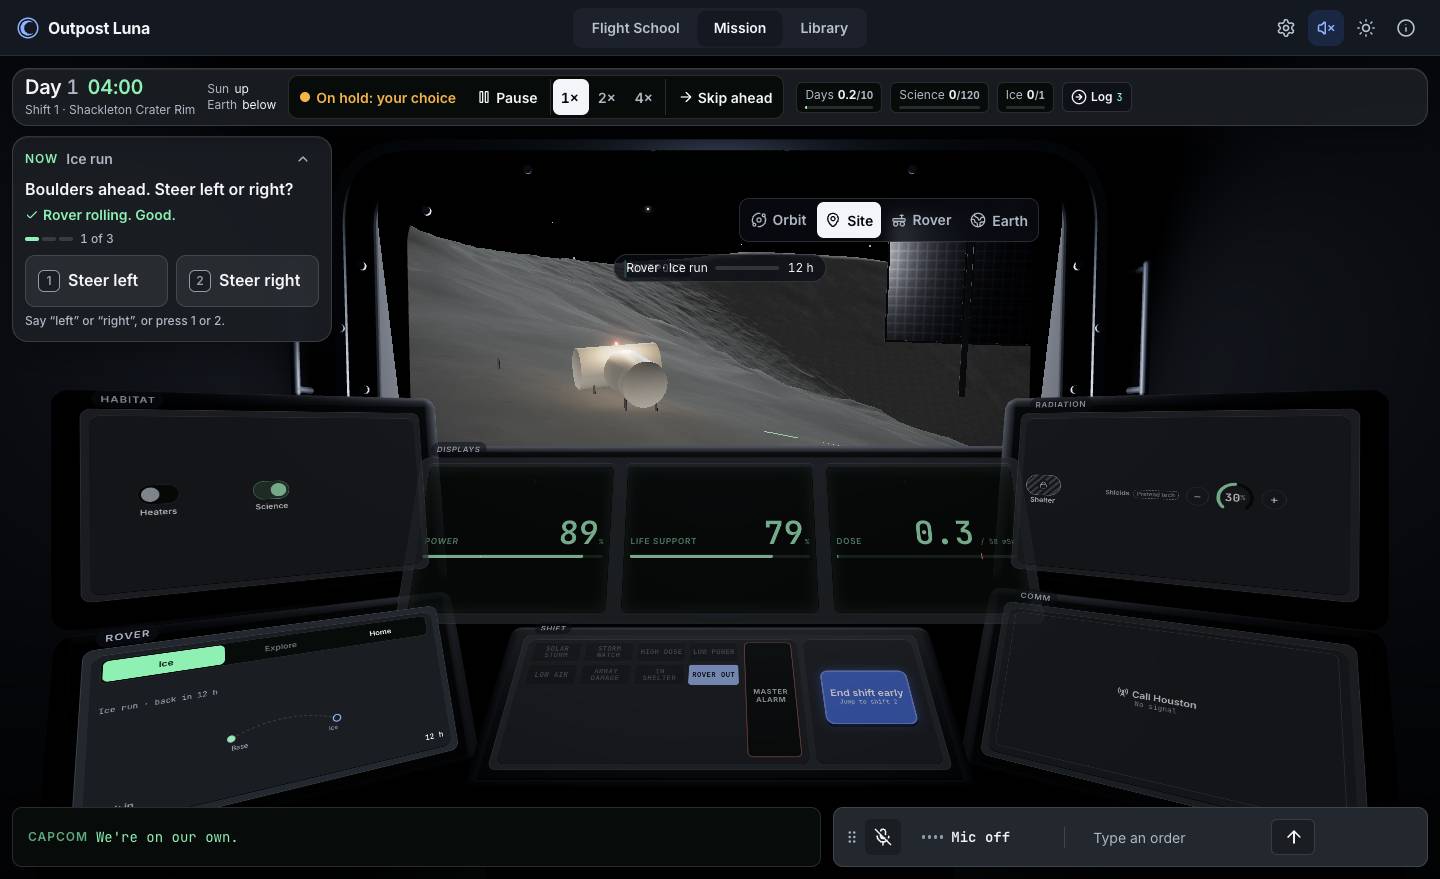 Outpost Luna
Flight School
Mission
Library
Day 1 04:00
Shift 1 · Shackleton Crater Rim
Sun up
Earth below
On hold: your choice
Pause
1×
2×
4×
Skip ahead
Days 0.2/10
Science 0/120
Ice 0/1
Log 3
NOW Ice run
Boulders ahead. Steer left or right?
Rover rolling. Good.
1 of 3
1 Steer left
2 Steer right
Say “left” or “right”, or press 1 or 2.
Orbit
Site
Rover
Earth
Rover · Ice run 12 h
HABITAT
Heaters
Science
DISPLAYS
POWER 89%
LIFE SUPPORT 79%
DOSE 0.3
RADIATION
Shelter
Shields Pretend tech
− 30% +
ROVER
Ice
Explore
Home
Ice run · back in 12 h
Base
Ice
12 h
SHIFT
SOLAR STORM
STORM WATCH
HIGH DOSE
LOW POWER
LOW AIR
ARRAY DAMAGE
IN SHELTER
ROVER OUT
MASTER ALARM
End shift early
Jump to shift 2
COMM
Call Houston
No signal
CAPCOM We're on our own.
Mic off
Type an order